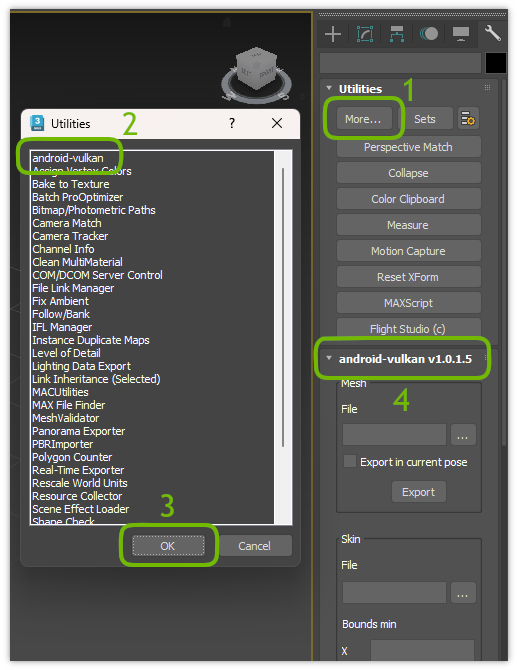 Utilities
1
More...
Sets
Perspective Match
Collapse
Color Clipboard
Measure
Motion Capture
Reset XForm
MAXScript
Flight Studio (c)
android-vulkan v1.0.1.5
4
Mesh
File
...
Export in current pose
Export
Skin
File
...
Bounds min
X
3
Utilities
2
?
android-vulkan
Assign Vertex Colors
Bake to Texture
Batch ProOptimizer
Bitmap/Photometric Paths
Camera Match
Camera Tracker
Channel Info
Clean MultiMaterial
COM/DCOM Server Control
File Link Manager
Fix Ambient
Follow/Bank
IFL Manager
Instance Duplicate Maps
Level of Detail
Lighting Data Export
Link Inheritance (Selected)
MACUtilities
MAX File Finder
MeshValidator
Panorama Exporter
PBRImporter
Polygon Counter
Real-Time Exporter
Rescale World Units
Resource Collector
Scene Effect Loader
Shape Check
3
OK
Cancel